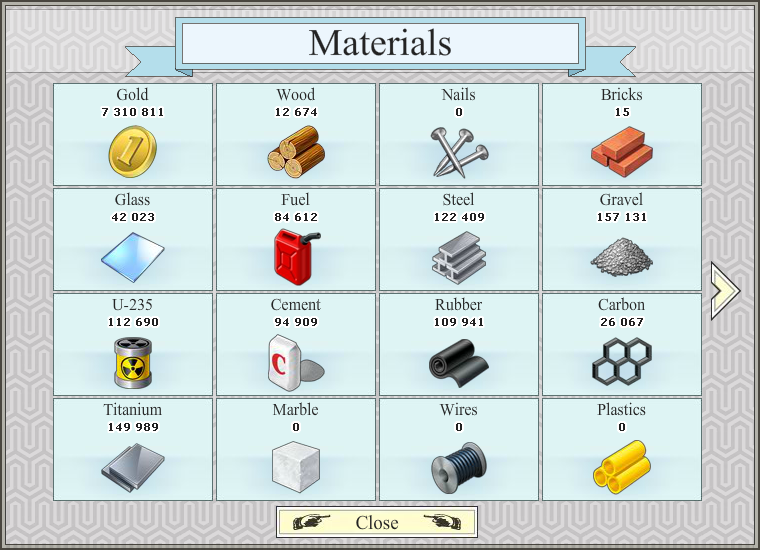 Materials
Gold
7 310 811
Wood
12 674
Nails
0
Bricks
15
Glass
42 023
Fuel
84 612
Steel
122 409
Gravel
157 131
U-235
112 690
Cement
94 909
C
Rubber
109 941
Carbon
26 067
Titanium
149 989
Marble
0
Wires
0
Plastics
0
Close